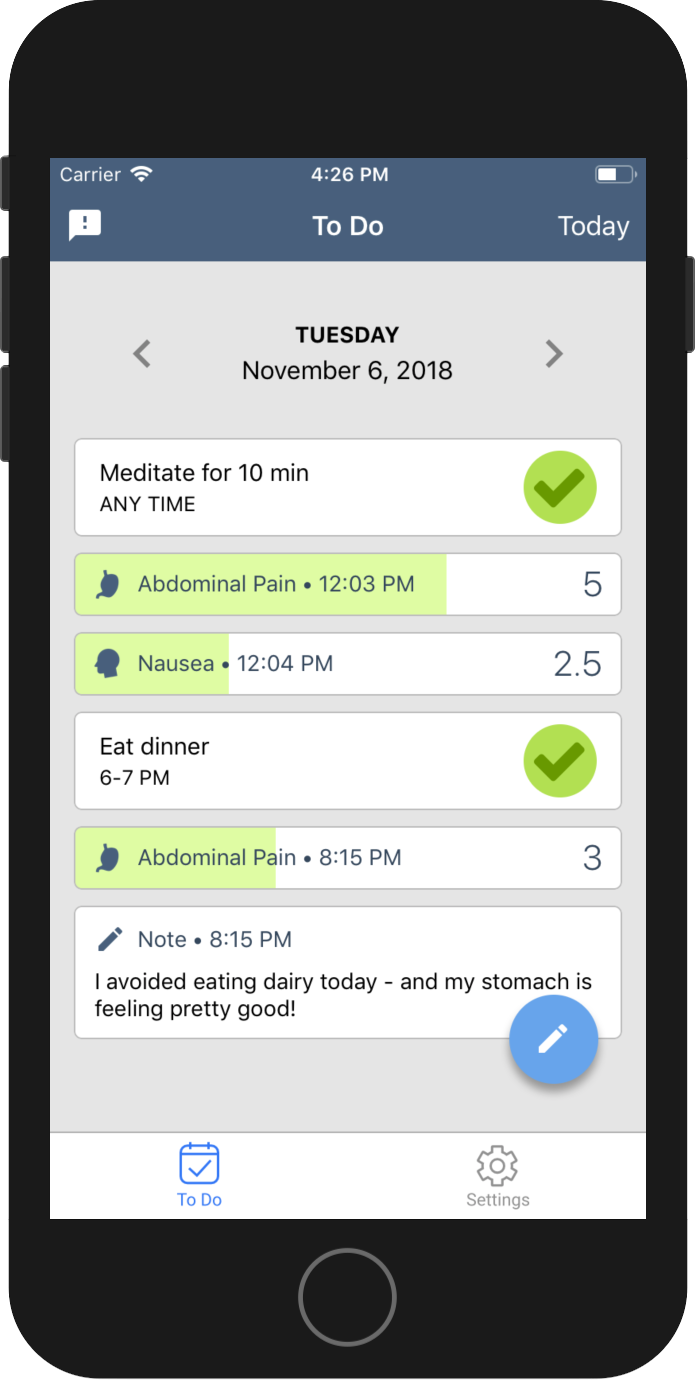 Carrier 4:26 PM
To Do Today
TUESDAY
November 6, 2018
Meditate for 10 min
ANY TIME
Abdominal Pain • 12:03 PM 5
Nausea • 12:04 PM 2.5
Eat dinner
6-7 PM
Abdominal Pain • 8:15 PM 3
Note • 8:15 PM
I avoided eating dairy today - and my stomach is
feeling pretty good!
To Do Settings